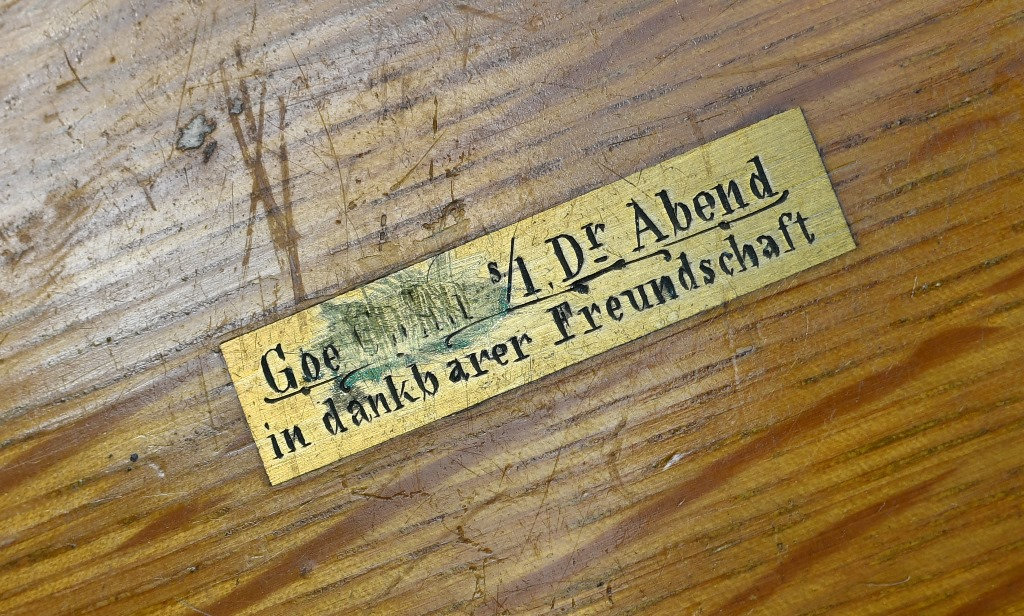 Goe s/l. Dr Abend
in dankbarer Freundschaft